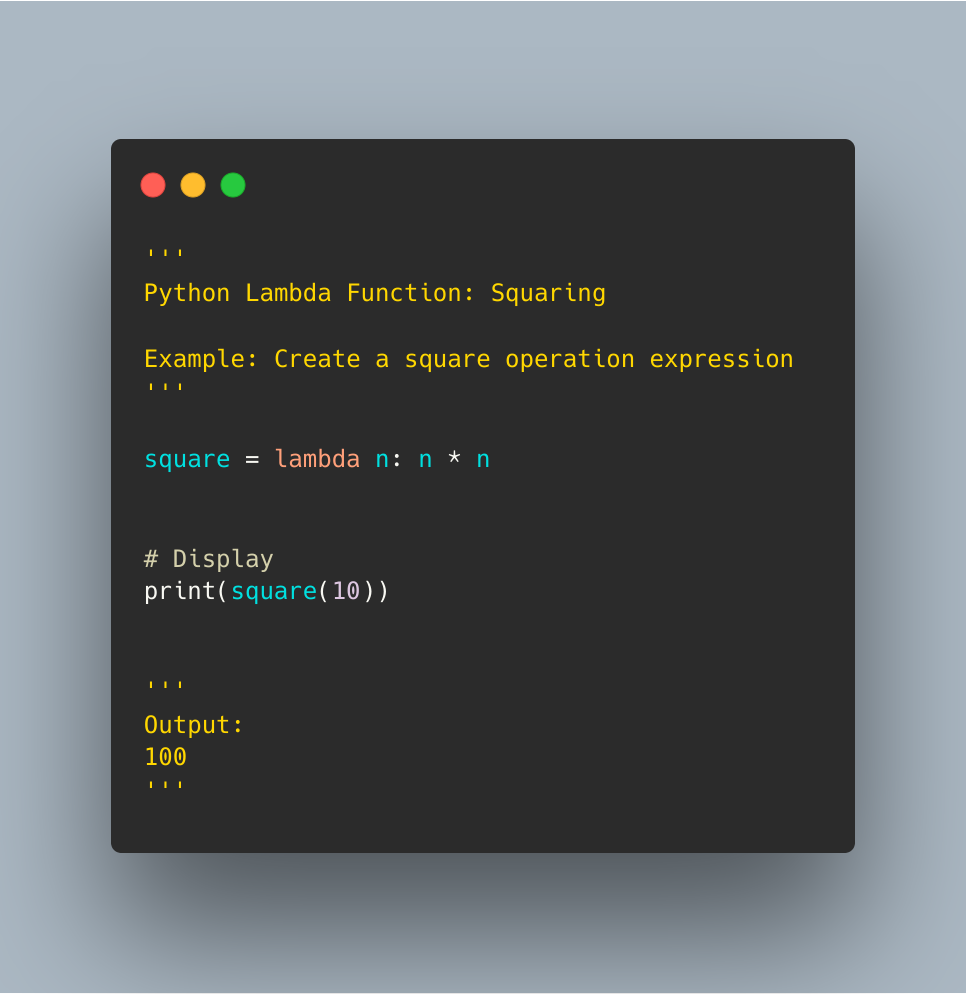 '''
Python Lambda Function: Squaring
Example: Create a square operation expression
'''
square = lambda n: n * n
# Display
print(square(10))
'''
Output:
100
'''